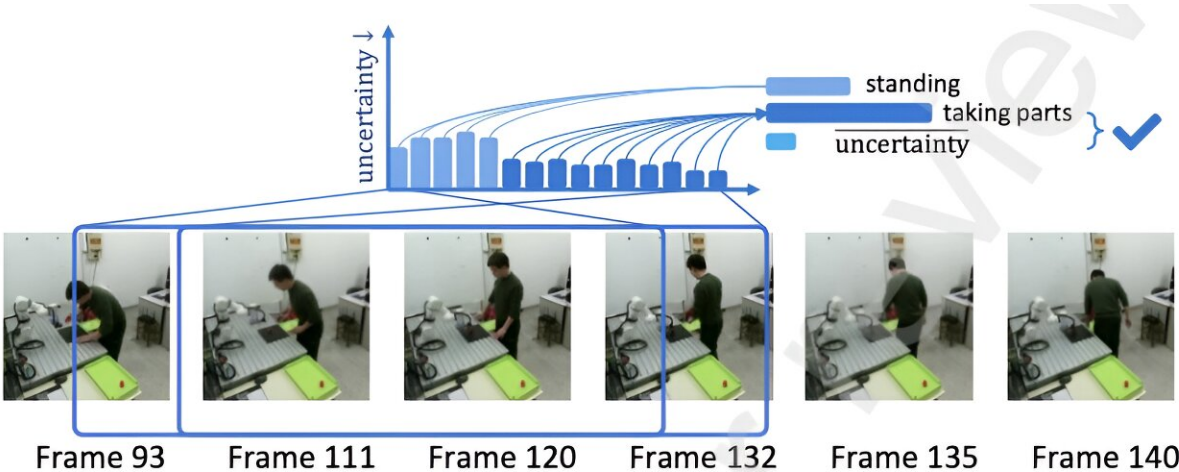 uncertainty ↓
standing
taking parts
uncertainty
Frame 93
Frame 111
Frame 120
Frame 132
Frame 135
Frame 140